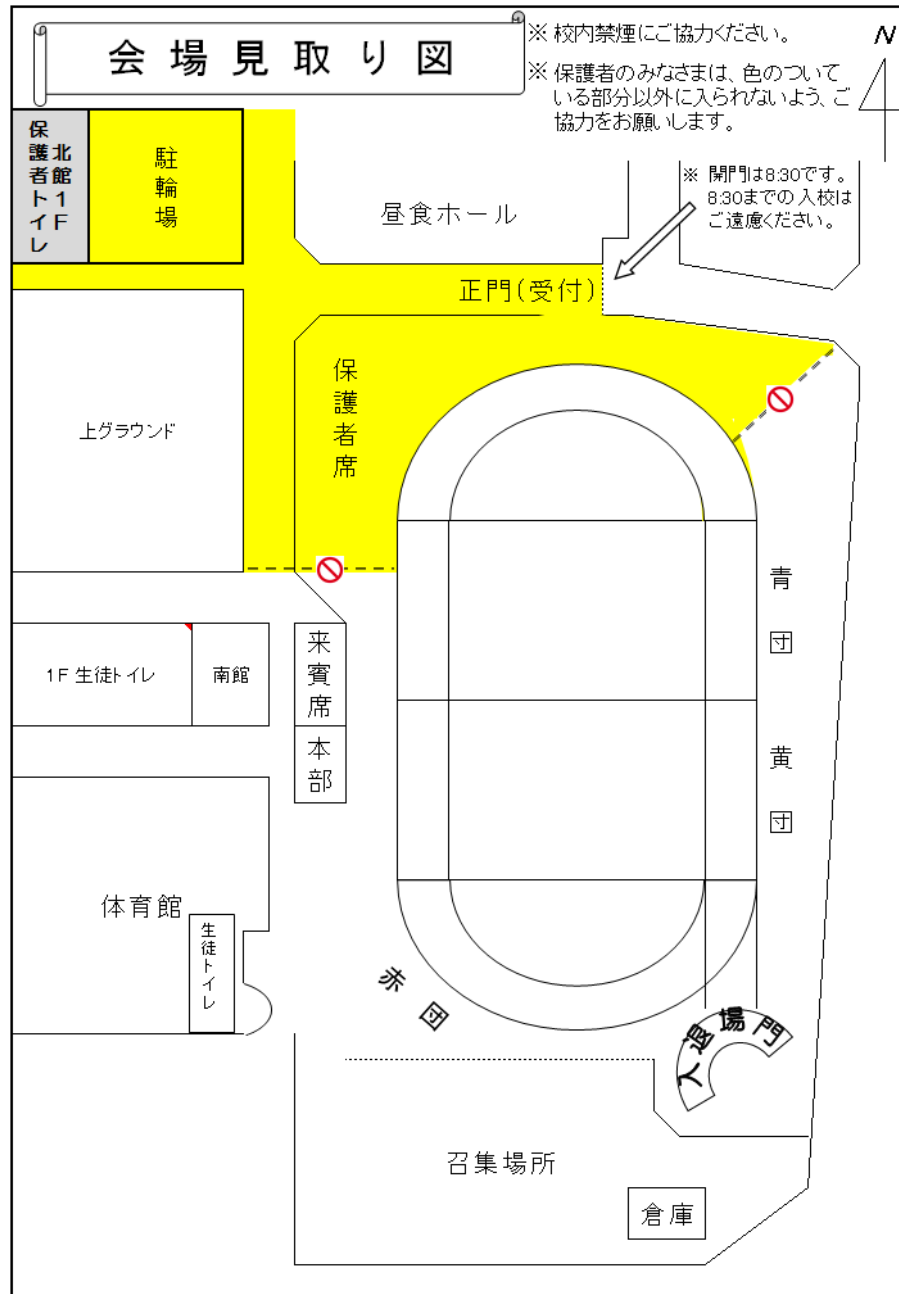 会場見取り図
※ 校内禁煙にご協力ください。
※ 保護者のみなさまは、色のついて
いる部分以外に入られないよう、ご
協力をお願いします。
N
北館1F
保護者トイレ
駐輪場
昼食ホール
※ 開門は8:30です。
8:30までの入校は
ご遠慮ください。
正門(受付)
保護者席
上グラウンド
青団
1F 生徒トイレ
南館
来賓席
本部
黄団
体育館
生徒トイレ
赤団
入退場門
召集場所
倉庫